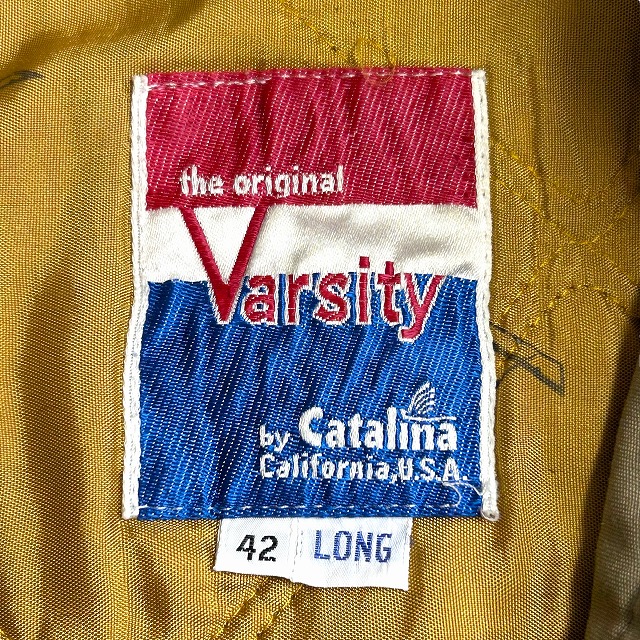 the original
Varsity
by Catalina
California, U.S.A.
42 LONG